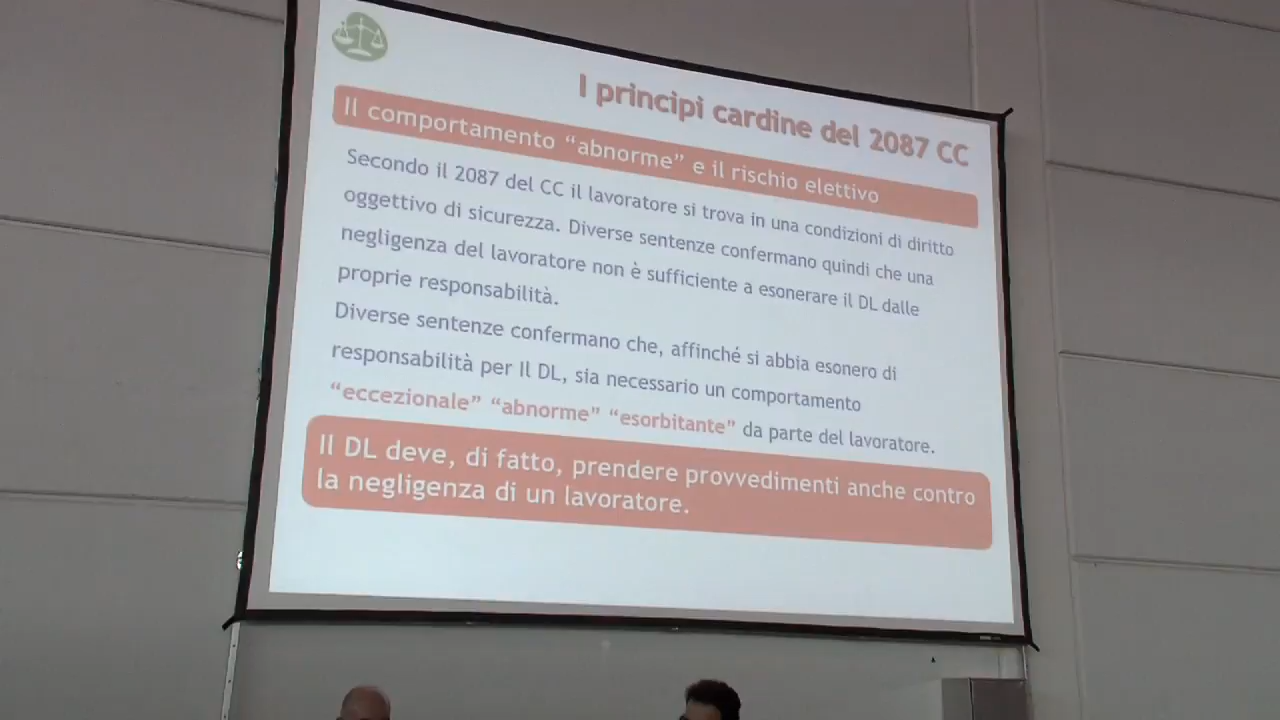 I principi cardine del 2087 CC
Il comportamento “abnorme” e il rischio elettivo
Secondo il 2087 del CC il lavoratore si trova in una condizioni di diritto
oggettivo di sicurezza. Diverse sentenze confermano quindi che una
negligenza del lavoratore non è sufficiente a esonerare il DL dalle
proprie responsabilità.
Diverse sentenze confermano che, affinché si abbia esonero di
responsabilità per Il DL, sia necessario un comportamento
“eccezionale” “abnorme” “esorbitante” da parte del lavoratore.
Il DL deve, di fatto, prendere provvedimenti anche contro
la negligenza di un lavoratore.